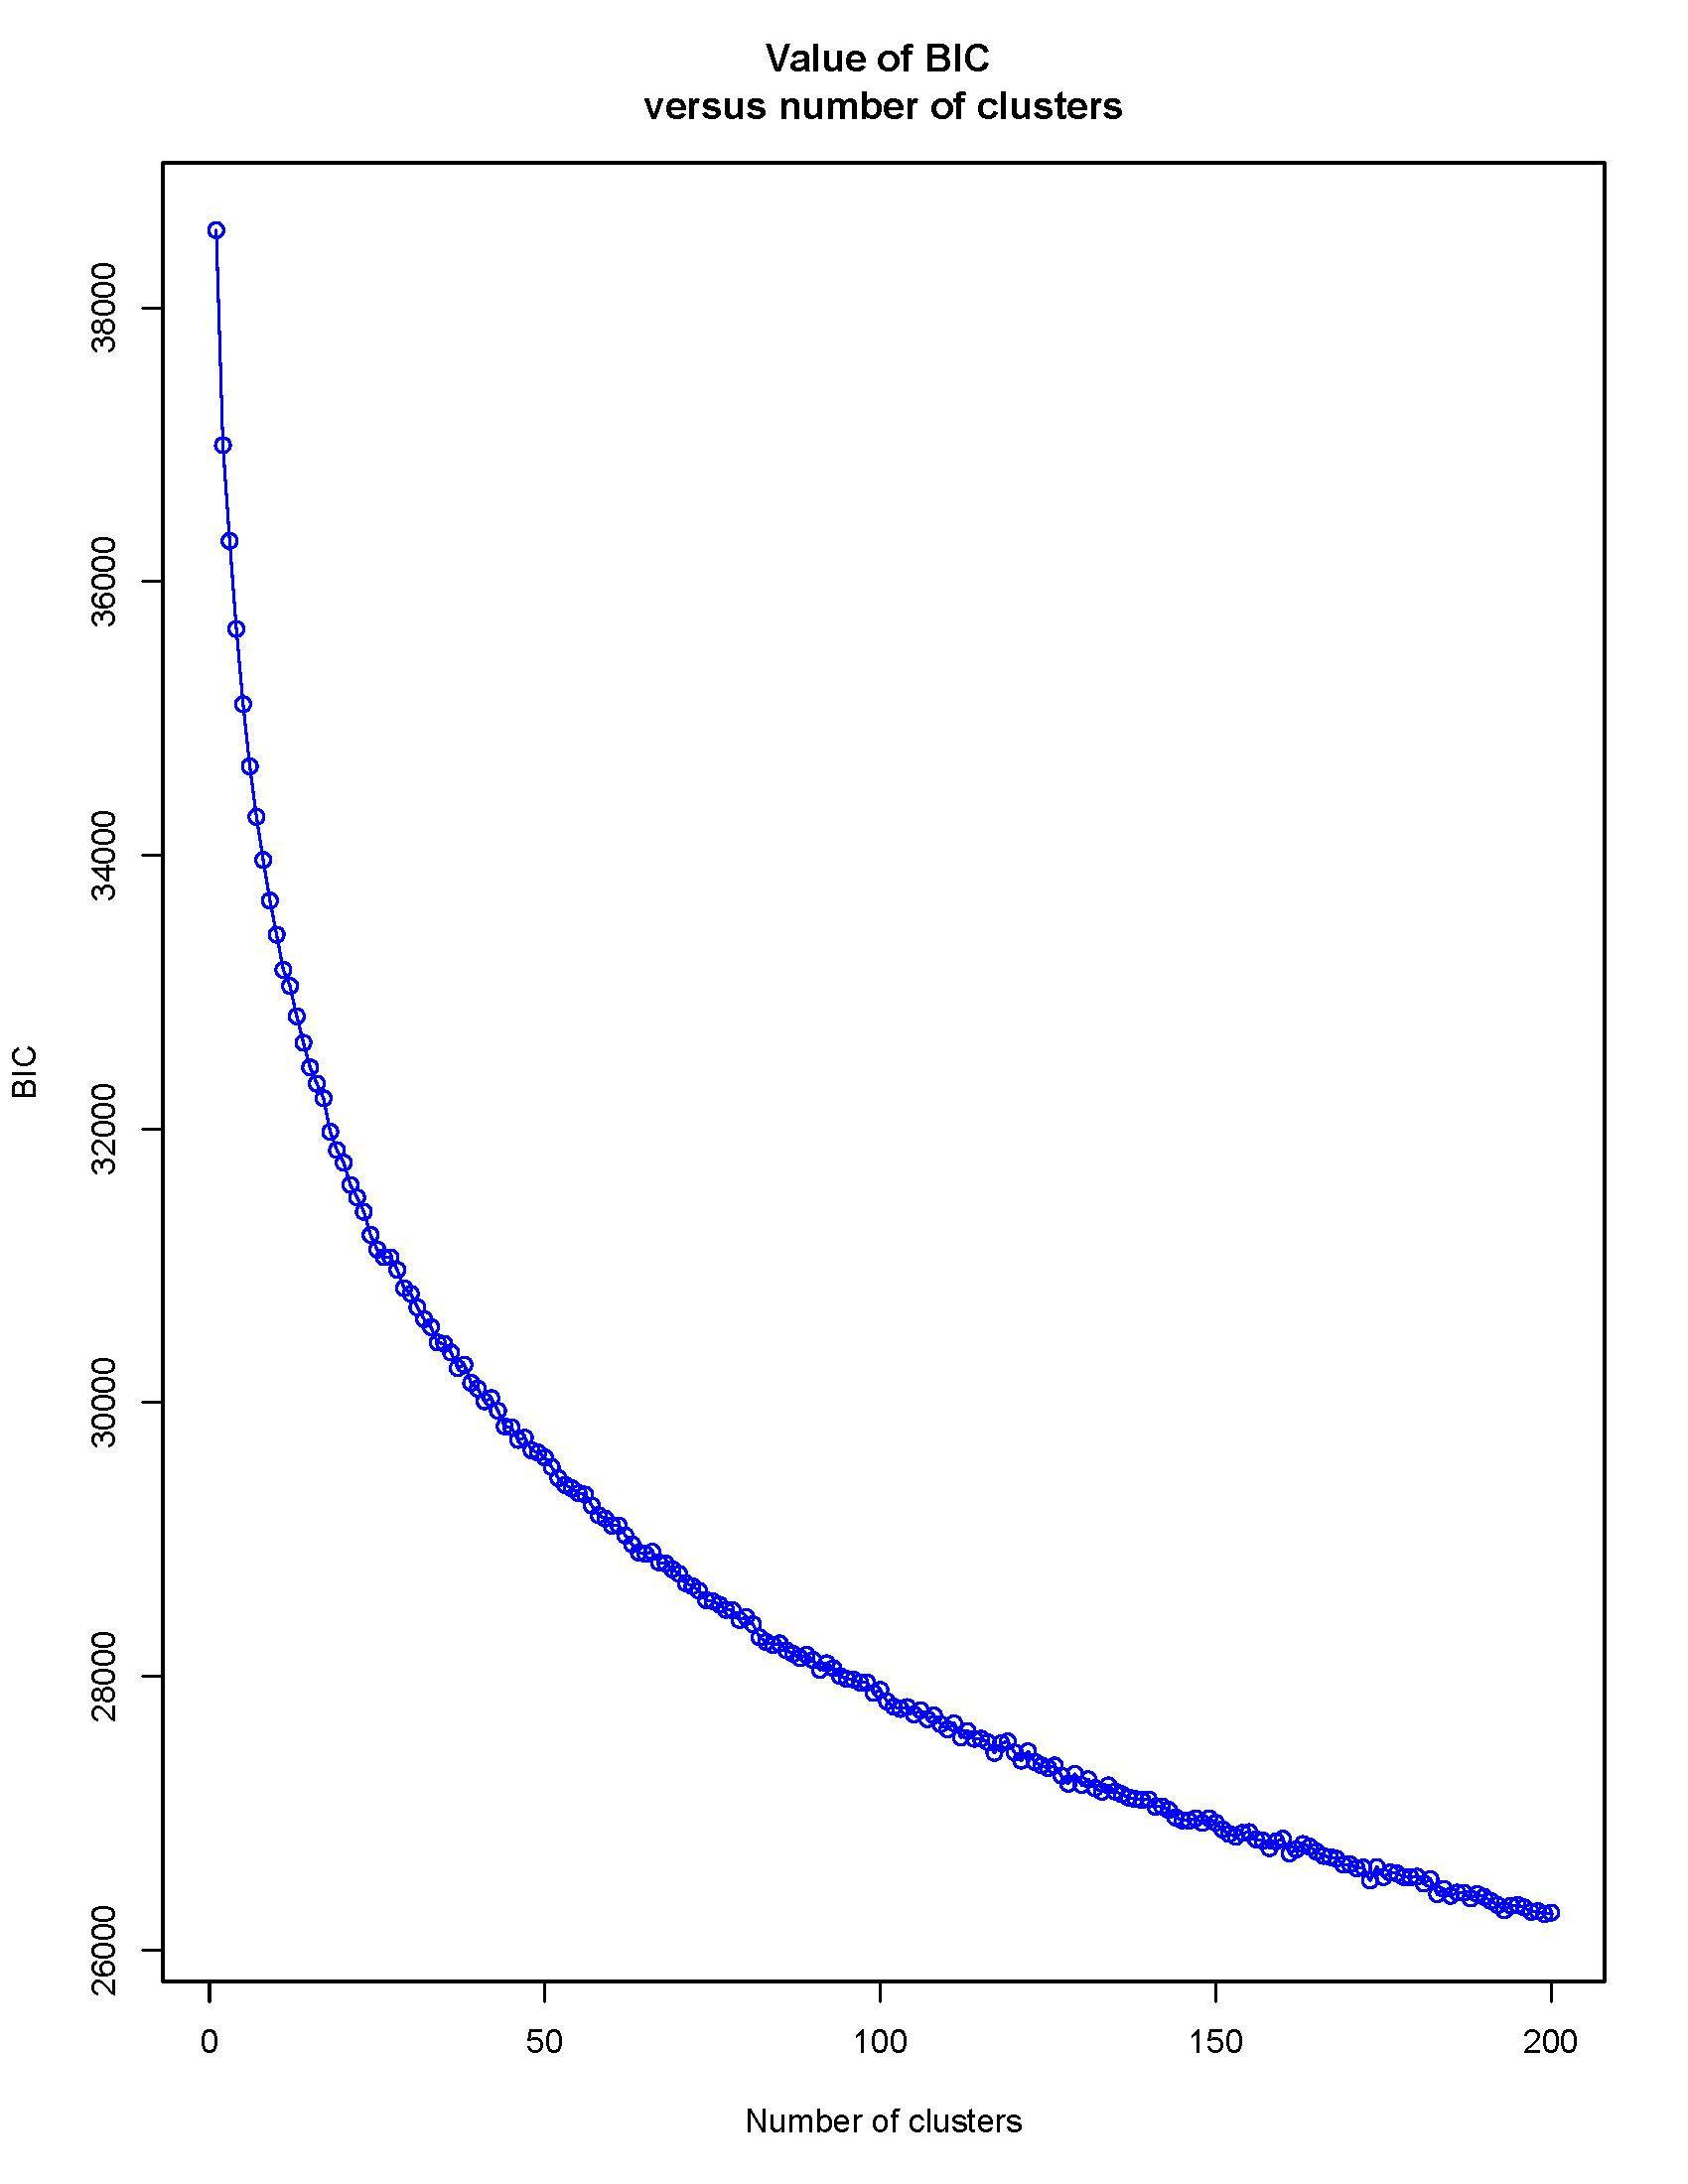 Value of BIC
versus number of clusters
38000
36000
34000
32000
30000
28000
26000
BIC
0 50 100 150 200
Number of clusters